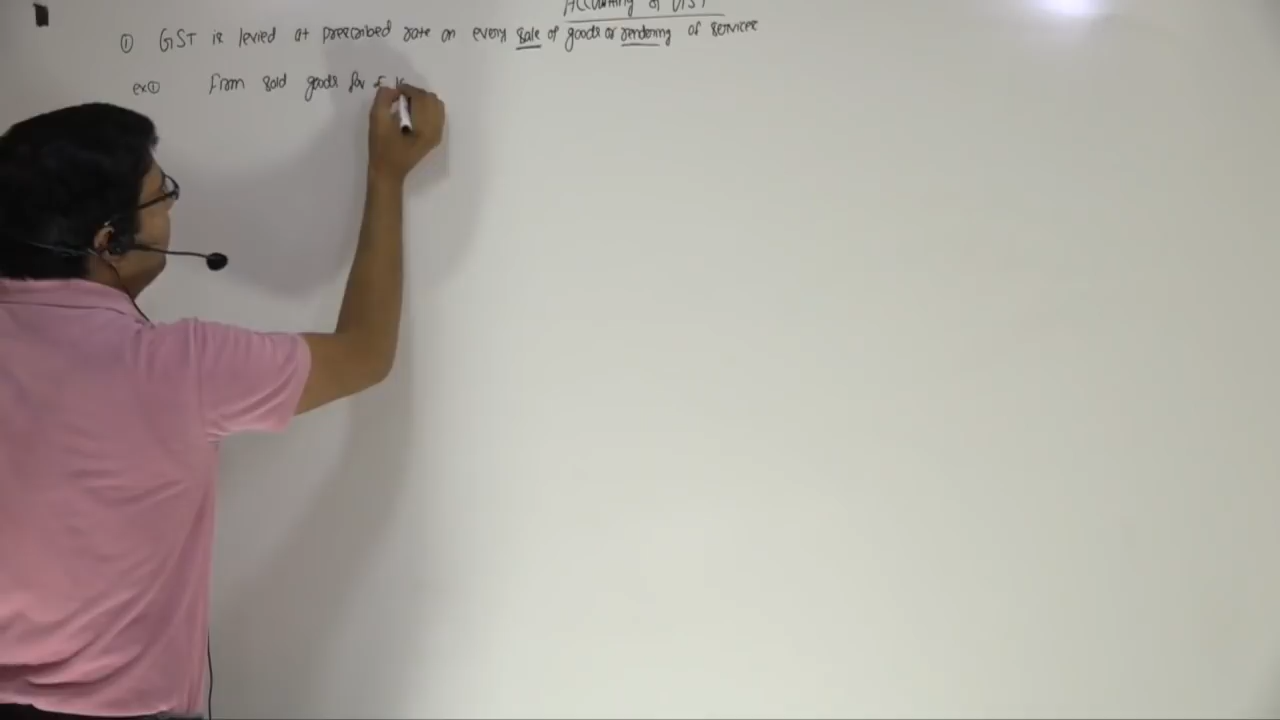 Accounting of GST
① GST is levied at prescribed rate on every sale of goods or rendering of services
ex① from sold goods for ₹